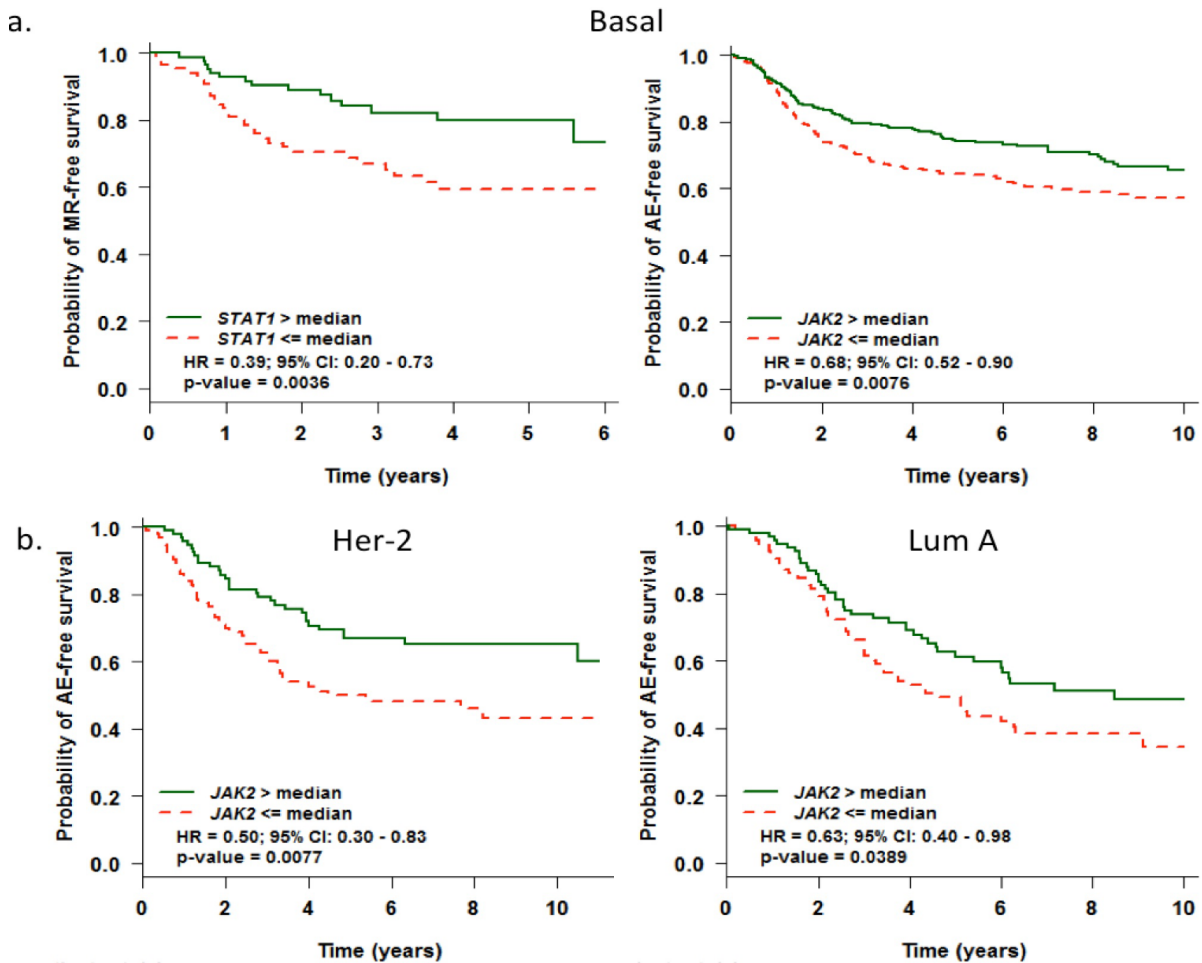 a.
Basal
Probability of MR-free survival
1.0
0.8
0.6
0.4
0.2
0.0
STAT1 > median
STAT1 <= median
HR = 0.39; 95% CI: 0.20 - 0.73
p-value = 0.0036
0 1 2 3 4 5 6
Time (years)
Probability of AE-free survival
1.0
0.8
0.6
0.4
0.2
0.0
JAK2 > median
JAK2 <= median
HR = 0.68; 95% CI: 0.52 - 0.90
p-value = 0.0076
0 2 4 6 8 10
Time (years)
b.
Her-2
Probability of AE-free survival
1.0
0.8
0.6
0.4
0.2
0.0
JAK2 > median
JAK2 <= median
HR = 0.50; 95% CI: 0.30 - 0.83
p-value = 0.0077
0 2 4 6 8 10
Time (years)
Lum A
Probability of AE-free survival
1.0
0.8
0.6
0.4
0.2
0.0
JAK2 > median
JAK2 <= median
HR = 0.63; 95% CI: 0.40 - 0.98
p-value = 0.0389
0 2 4 6 8 10
Time (years)